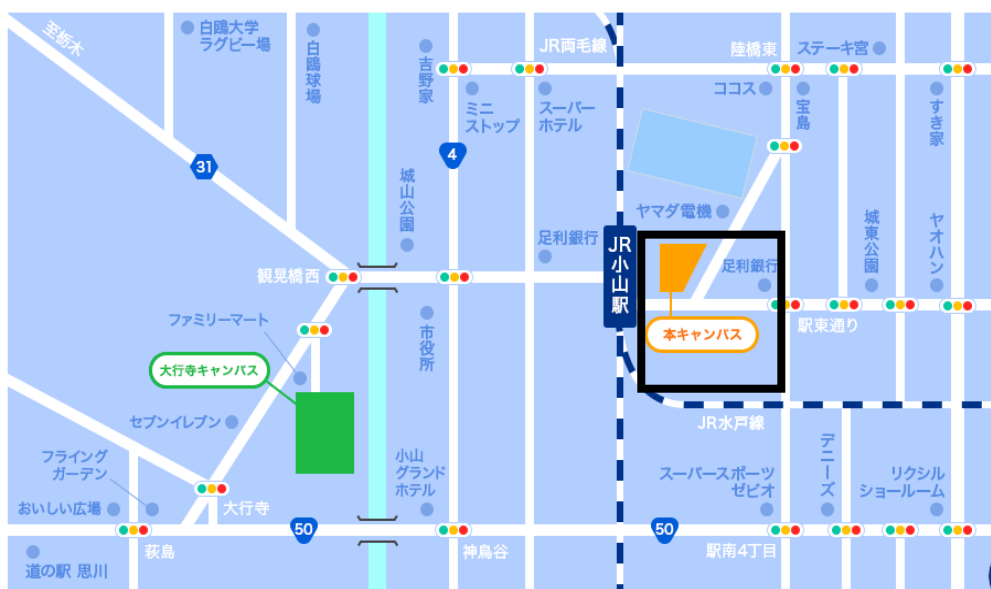 至栃木
白鴎大学
ラグビー場
白鴎球場
吉野家
JR両毛線
陸橋東
ステーキ宮
ミニ
ストップ
スーパー
ホテル
ココス
宝島
すき家
31
4
城山公園
ヤマダ電機
足利銀行
JR小山駅
足利銀行
城東公園
ヤオハン
観晃橋西
ファミリーマート
市役所
本キャンパス
駅東通り
大行寺キャンパス
セブンイレブン
JR水戸線
フライング
ガーデン
おいしい広場
大行寺
小山
グランド
ホテル
スーパースポーツ
ゼビオ
デニーズ
リクシル
ショールーム
50
50
萩島
神鳥谷
駅南4丁目
道の駅 思川